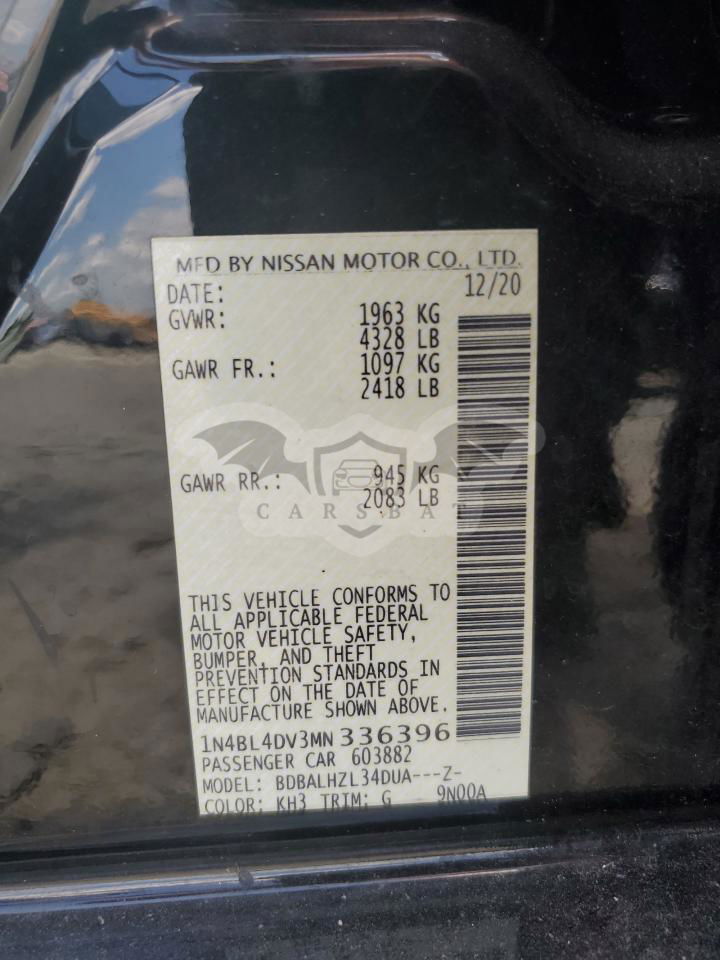 MFD BY NISSAN MOTOR CO., LTD.
DATE: 12/20
GVWR: 1963 KG
4328 LB
GAWR FR.: 1097 KG
2418 LB
GAWR RR.: 945 KG
2083 LB
CARSBAT
THIS VEHICLE CONFORMS TO
ALL APPLICABLE FEDERAL
MOTOR VEHICLE SAFETY,
BUMPER, AND THEFT
PREVENTION STANDARDS IN
EFFECT ON THE DATE OF
MANUFACTURE SHOWN ABOVE.
1N4BL4DV3MN 336396
PASSENGER CAR 603882
MODEL: BDBALHZL34DUA---Z-
COLOR: KH3 TRIM: G 9N00A